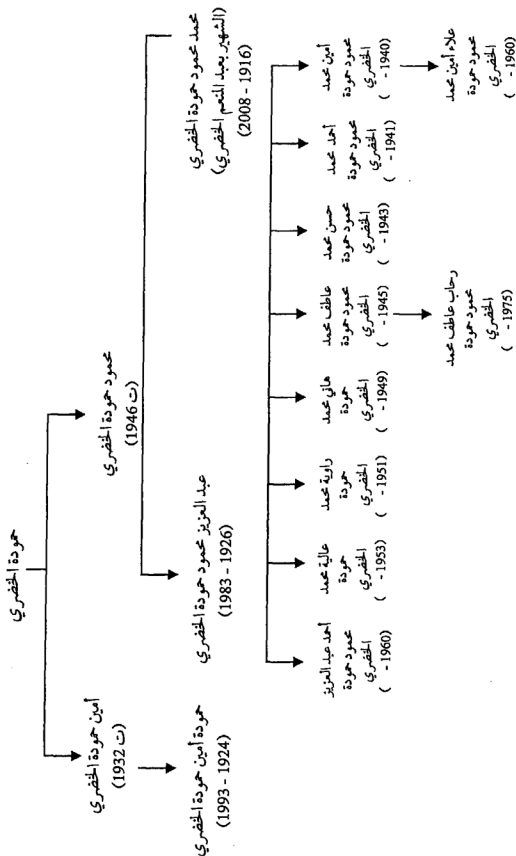 حمودة الخضري
محمود حمودة الخضري
(ت 1946)
أمين حمودة الخضري
(ت 1932)
محمد محمود حمودة الخضري
(الشهير بعبد المنعم الخضري)
(1916 - 2008)
عبد العزيز محمود حمودة الخضري
(1926 - 1983)
حمودة أمين حمودة الخضري
(1924 - 1993)
أمين محمد
محمود حمودة
الخضري
(1940 - )
أحمد محمد
محمود حمودة
الخضري
(1941 - )
حسن محمد
محمود حمودة
الخضري
(1943 - )
عاطف محمد
محمود حمودة
الخضري
(1945 - )
هاني محمد
حمودة
الخضري
(1949 - )
راوية محمد
حمودة
الخضري
(1951 - )
عالية محمد
حمودة
الخضري
(1953 - )
أحمد عبد العزيز
محمود حمودة
الخضري
(1960 - )
علاء أمين محمد
محمود حمودة
الخضري
(1960 - )
رحاب عاطف محمد
محمود حمودة
الخضري
(1975 - )